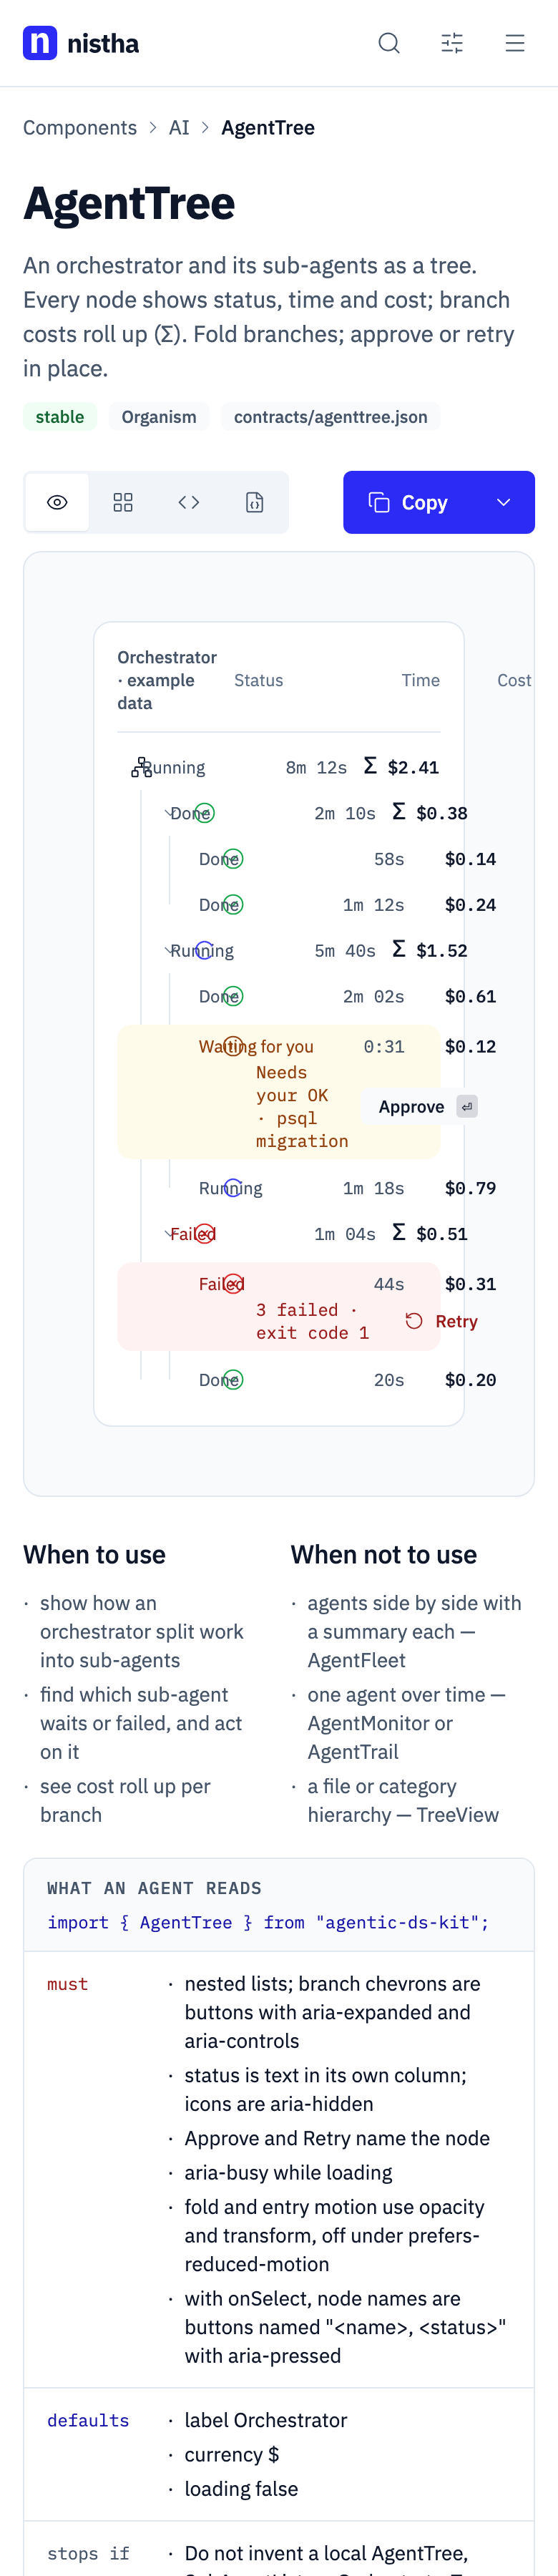 nistha
Components > AI > AgentTree
AgentTree
An orchestrator and its sub-agents as a tree.
Every node shows status, time and cost; branch
costs roll up (Σ). Fold branches; approve or retry
in place.
stable Organism contracts/agenttree.json
Copy
Orchestrator
· example
data
Status Time Cost
Running 8m 12s Σ $2.41
Done 2m 10s Σ $0.38
Done 58s $0.14
Done 1m 12s $0.24
Running 5m 40s Σ $1.52
Done 2m 02s $0.61
Waiting for you 0:31 $0.12
Needs
your OK
· psql
migration
Approve ⏎
Running 1m 18s $0.79
Failed 1m 04s Σ $0.51
Failed 44s $0.31
3 failed ·
exit code 1
Retry
Done 20s $0.20
When to use
· show how an
orchestrator split work
into sub-agents
· find which sub-agent
waits or failed, and act
on it
· see cost roll up per
branch
When not to use
· agents side by side with
a summary each —
AgentFleet
· one agent over time —
AgentMonitor or
AgentTrail
· a file or category
hierarchy — TreeView
WHAT AN AGENT READS
import { AgentTree } from "agentic-ds-kit";
must
· nested lists; branch chevrons are
buttons with aria-expanded and
aria-controls
· status is text in its own column;
icons are aria-hidden
· Approve and Retry name the node
· aria-busy while loading
· fold and entry motion use opacity
and transform, off under prefers-
reduced-motion
· with onSelect, node names are
buttons named "<name>, <status>"
with aria-pressed
defaults
· label Orchestrator
· currency $
· loading false
stops if
· Do not invent a local AgentTree,